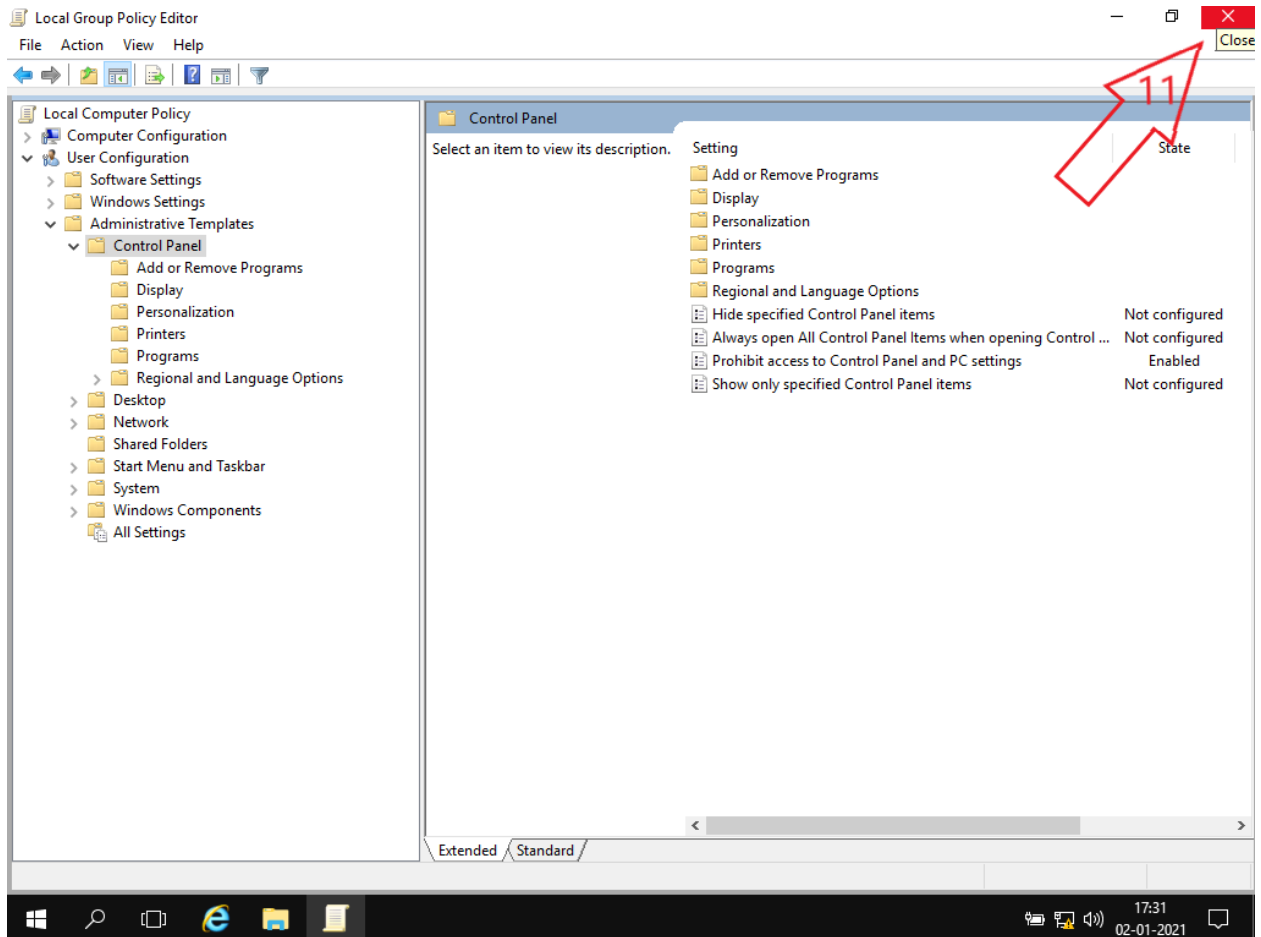 Local Group Policy Editor
Close
File Action View Help
11
Local Computer Policy
Computer Configuration
User Configuration
Software Settings
Windows Settings
Administrative Templates
Control Panel
Add or Remove Programs
Display
Personalization
Printers
Programs
Regional and Language Options
Desktop
Network
Shared Folders
Start Menu and Taskbar
System
Windows Components
All Settings
Control Panel
Select an item to view its description.
Setting State
Add or Remove Programs
Display
Personalization
Printers
Programs
Regional and Language Options
Hide specified Control Panel items Not configured
Always open All Control Panel Items when opening Control ... Not configured
Prohibit access to Control Panel and PC settings Enabled
Show only specified Control Panel items Not configured
Extended Standard
17:31
02-01-2021